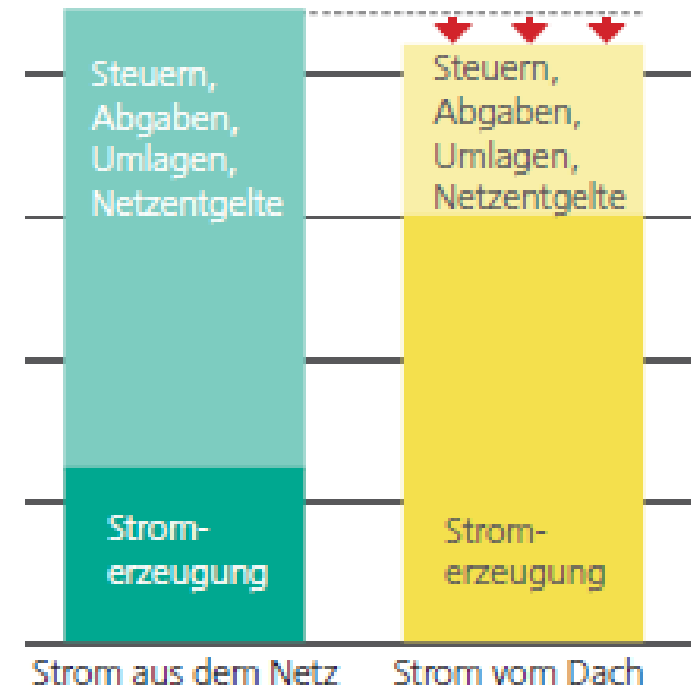 Steuern,
Abgaben,
Umlagen,
Netzentgelte
Strom-
erzeugung
Steuern,
Abgaben,
Umlagen,
Netzentgelte
Strom-
erzeugung
Strom aus dem Netz
Strom vom Dach